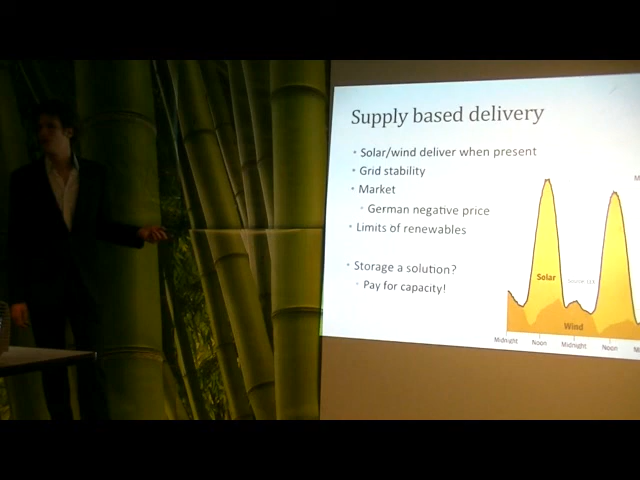 Supply based delivery
• Solar/wind deliver when present
• Grid stability
• Market
• German negative price
• Limits of renewables
• Storage a solution?
• Pay for capacity!
Solar
Wind
Midnight Noon Midnight Noon